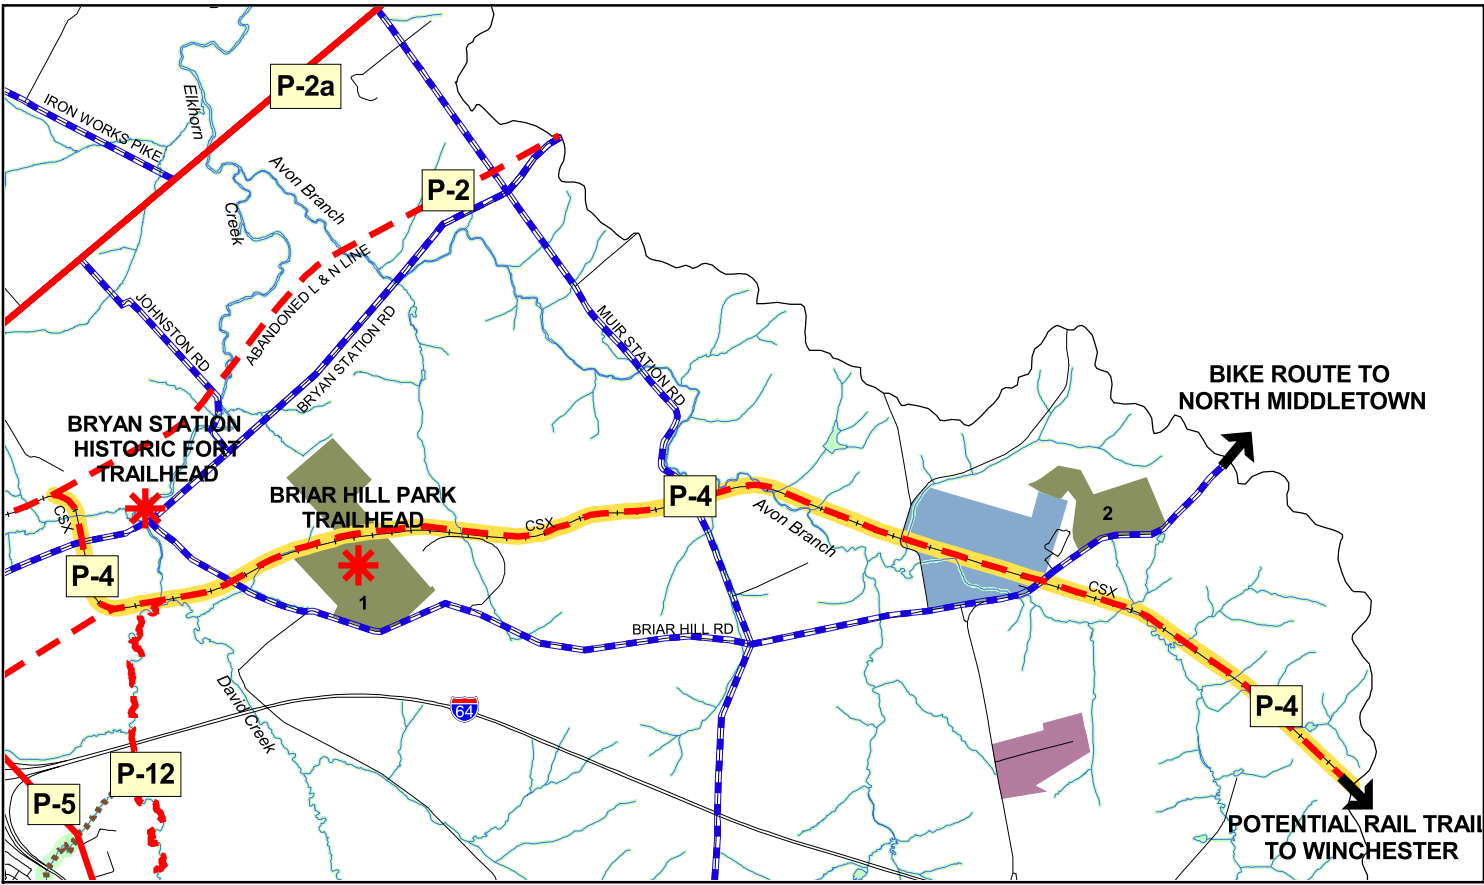 P-2a
IRON WORKS PIKE
Elkhorn
Creek
Avon Branch
P-2
ABANDONED L & N LINE
JOHNSTON RD
BRYAN STATION RD
MUIR STATION RD
BIKE ROUTE TO
NORTH MIDDLETOWN
BRYAN STATION
HISTORIC FORT
TRAILHEAD
BRIAR HILL PARK
TRAILHEAD
CSX
CSX
P-4
Avon Branch
2
P-4
1
CSX
BRIAR HILL RD
David Creek
64
P-4
P-12
P-5
POTENTIAL RAIL TRAIL
TO WINCHESTER